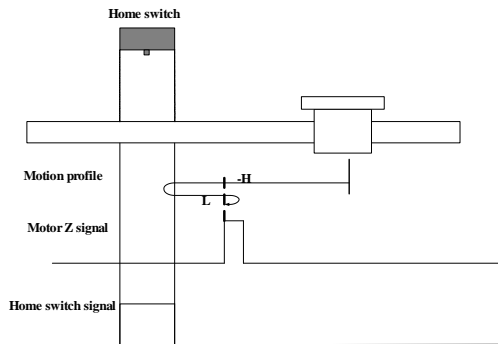 Home switch
Motion profile
-H
L
Motor Z signal
Home switch signal